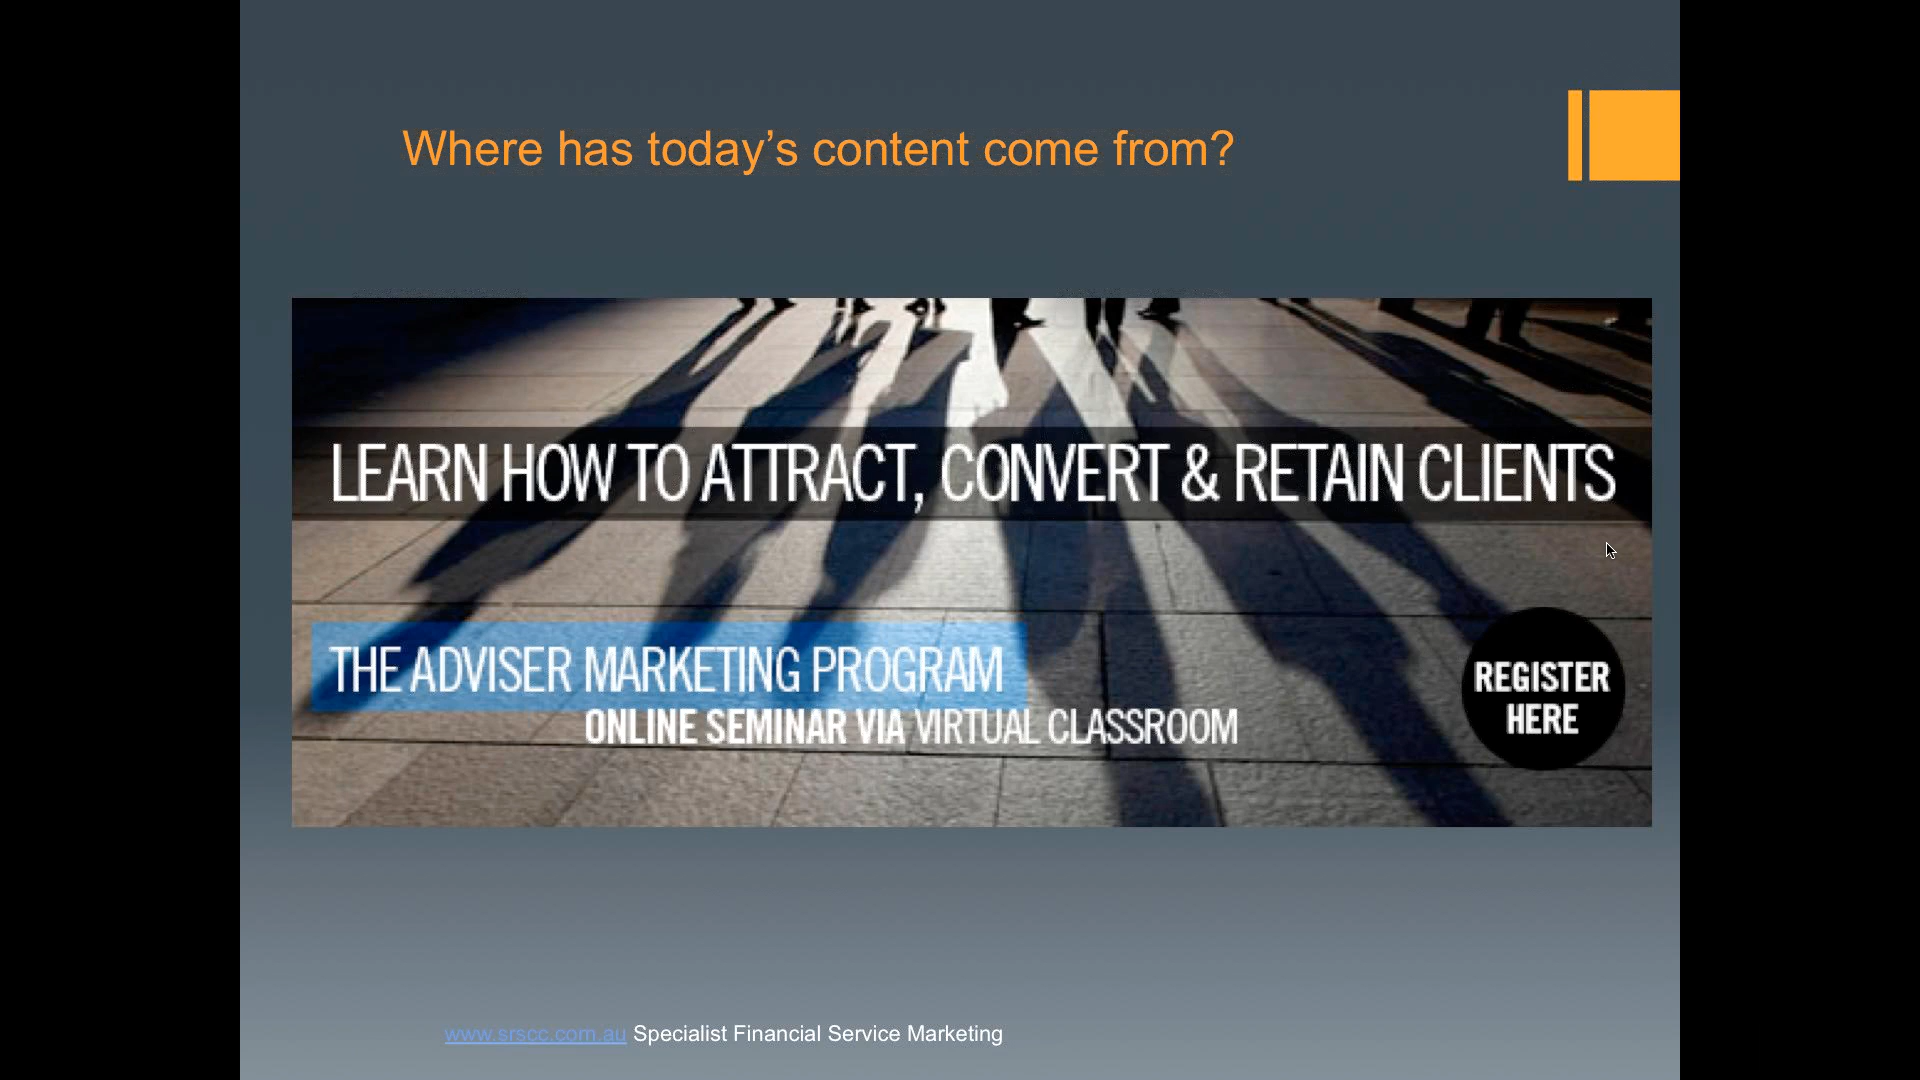 Where has today’s content come from?
LEARN HOW TO ATTRACT, CONVERT & RETAIN CLIENTS
THE ADVISER MARKETING PROGRAM
ONLINE SEMINAR VIA VIRTUAL CLASSROOM
REGISTER
HERE
www.srscc.com.au Specialist Financial Service Marketing